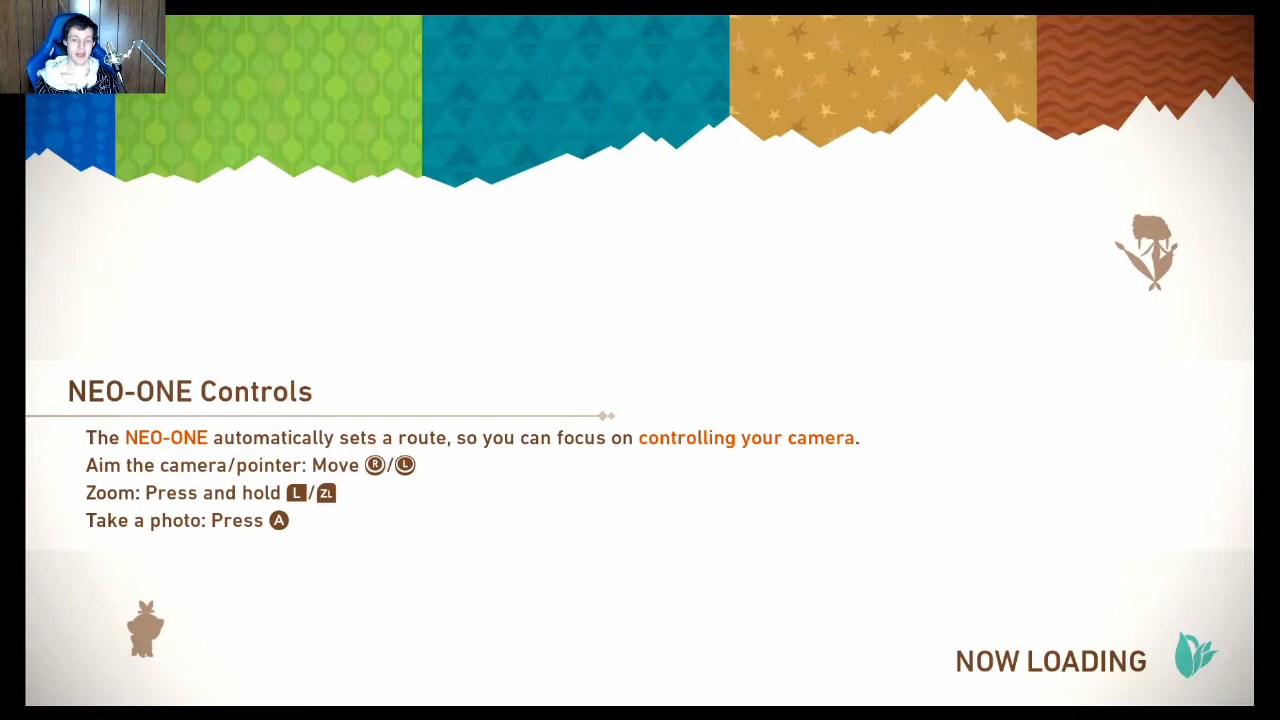 NEO-ONE Controls
The NEO-ONE automatically sets a route, so you can focus on controlling your camera.
Aim the camera/pointer: Move R/L
Zoom: Press and hold L/ZL
Take a photo: Press A
NOW LOADING